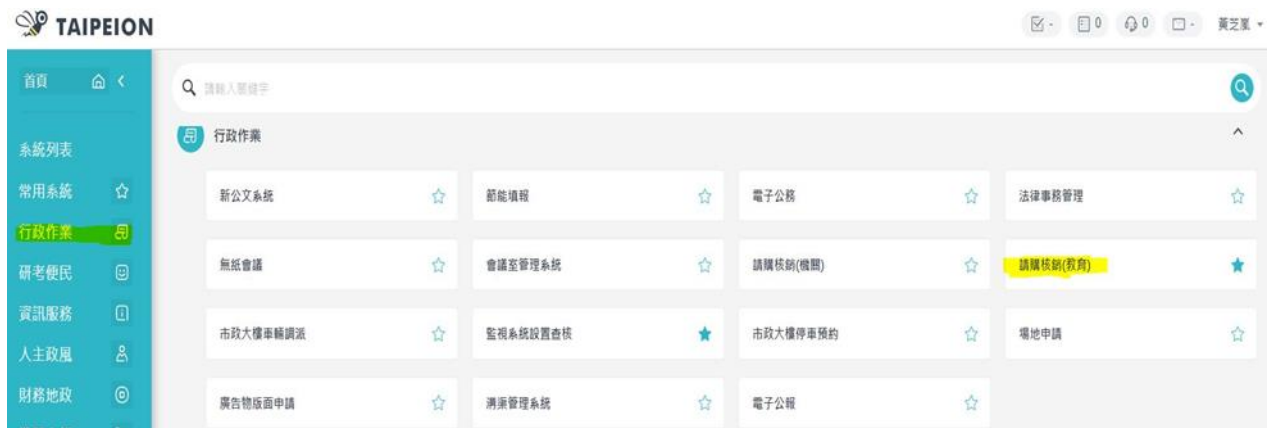 TAIPEION
0
0
首頁
請輸入關鍵字
行政作業
系統列表
常用系統
新公文系統
節能填報
電子公務
法律事務管理
行政作業
研考便民
無紙會議
會議室管理系統
請購核銷(機關)
請購核銷(教育)
資訊服務
市政大樓車輛調派
監視系統設置查核
市政大樓停車預約
場地申請
人主政風
財務地政
廣告物版面申請
溝渠管理系統
電子公報